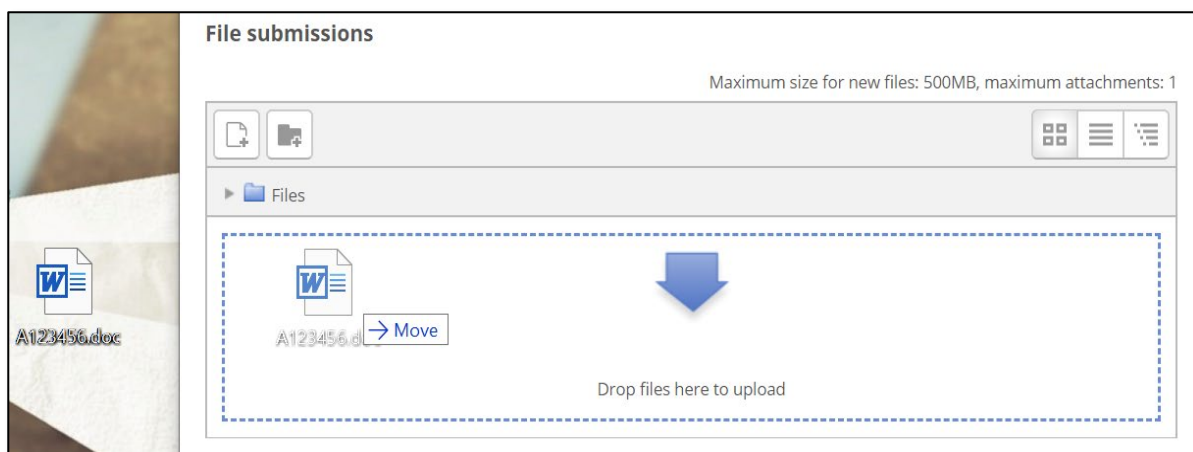 File submissions
Maximum size for new files: 500MB, maximum attachments: 1
Files
W
W
A123456.doc
A123456.d
→ Move
Drop files here to upload